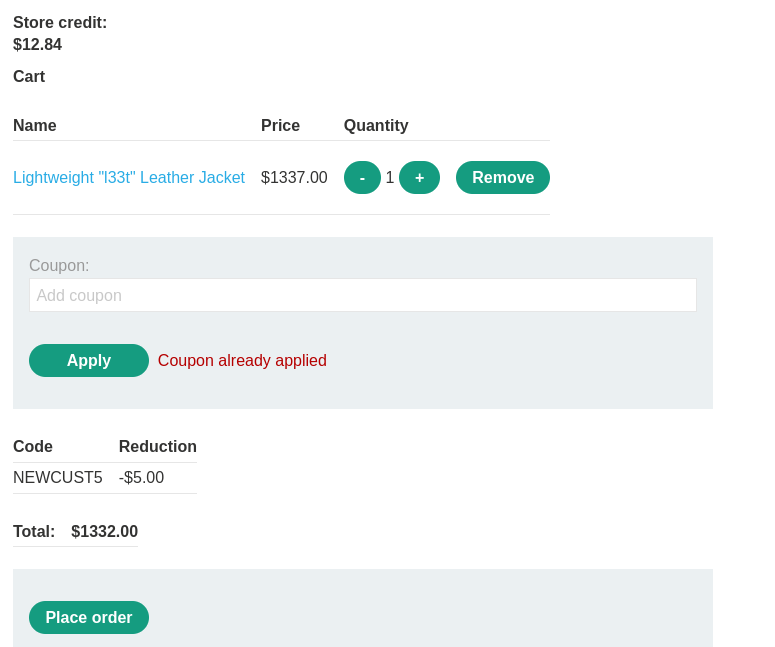 Store credit:
$12.84
Cart
Name Price Quantity
Lightweight "l33t" Leather Jacket $1337.00 - 1 + Remove
Coupon:
Add coupon
Apply Coupon already applied
Code Reduction
NEWCUST5 -$5.00
Total: $1332.00
Place order